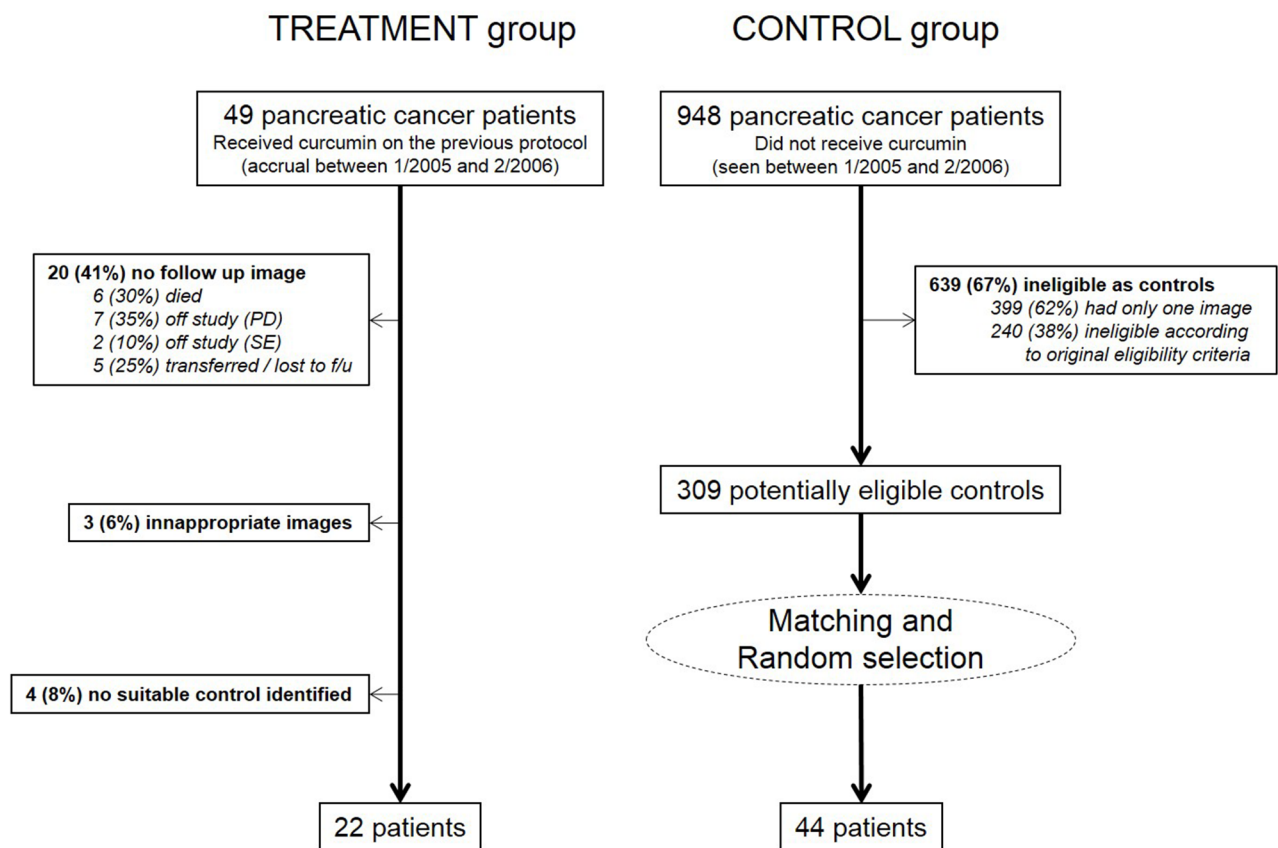 TREATMENT group
CONTROL group
49 pancreatic cancer patients
Received curcumin on the previous protocol
(accrual between 1/2005 and 2/2006)
948 pancreatic cancer patients
Did not receive curcumin
(seen between 1/2005 and 2/2006)
20 (41%) no follow up image
6 (30%) died
7 (35%) off study (PD)
2 (10%) off study (SE)
5 (25%) transferred / lost to f/u
639 (67%) ineligible as controls
399 (62%) had only one image
240 (38%) ineligible according
to original eligibility criteria
309 potentially eligible controls
3 (6%) innappropriate images
Matching and
Random selection
4 (8%) no suitable control identified
22 patients
44 patients